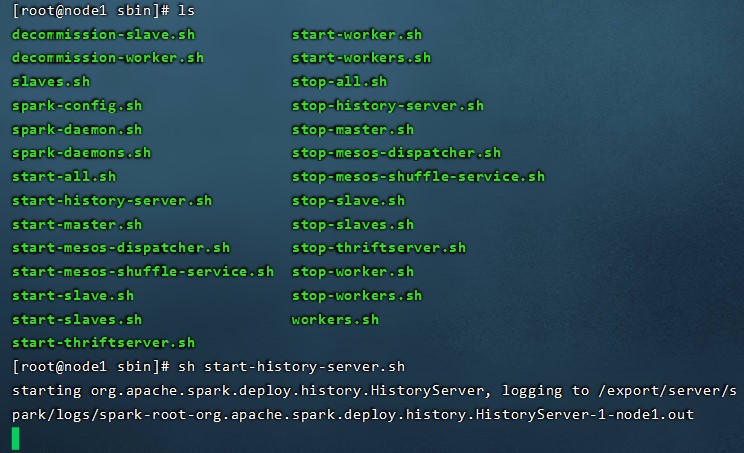 [root@node1 sbin]# ls
decommission-slave.sh          start-worker.sh
decommission-worker.sh         start-workers.sh
slaves.sh                      stop-all.sh
spark-config.sh                stop-history-server.sh
spark-daemon.sh                stop-master.sh
spark-daemons.sh               stop-mesos-dispatcher.sh
start-all.sh                   stop-mesos-shuffle-service.sh
start-history-server.sh        stop-slave.sh
start-master.sh                stop-slaves.sh
start-mesos-dispatcher.sh      stop-thriftserver.sh
start-mesos-shuffle-service.sh  stop-worker.sh
start-slave.sh                 stop-workers.sh
start-slaves.sh                workers.sh
start-thriftserver.sh
[root@node1 sbin]# sh start-history-server.sh
starting org.apache.spark.deploy.history.HistoryServer, logging to /export/server/s
park/logs/spark-root-org.apache.spark.deploy.history.HistoryServer-1-node1.out